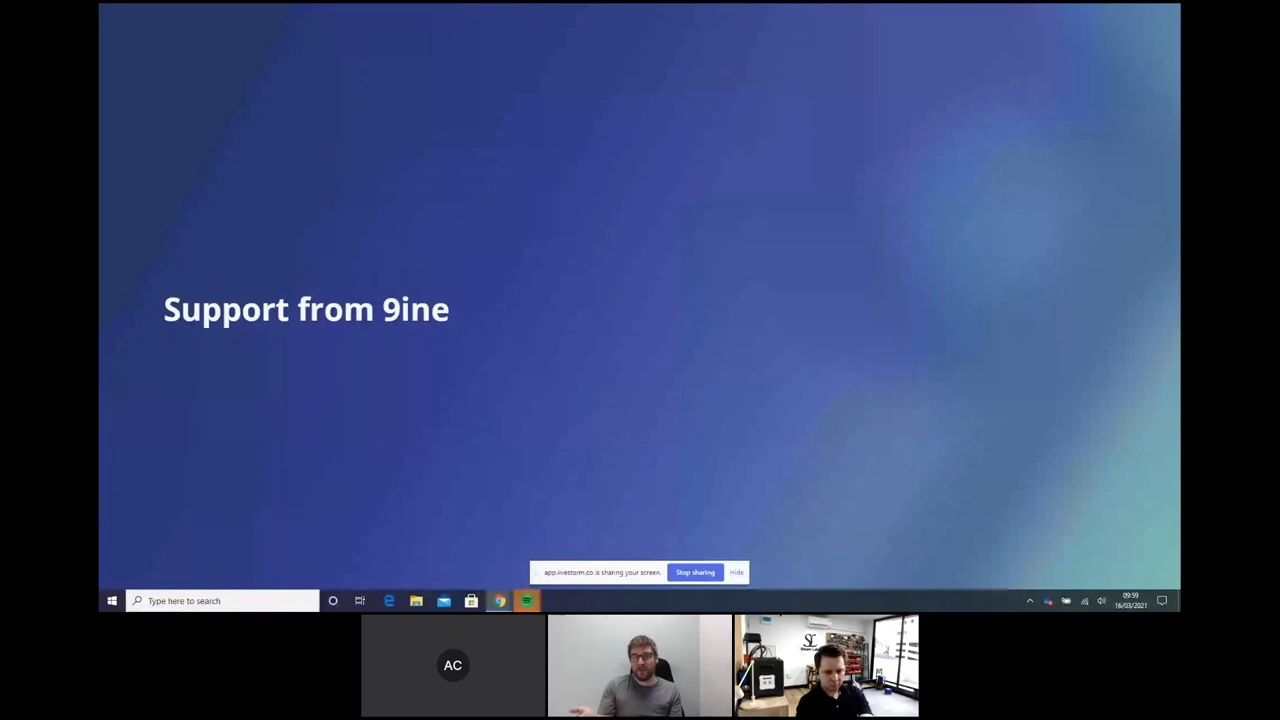 Support from 9ine
app.livestorm.co is sharing your screen.
Stop sharing
Hide
Type here to search
09:59
16/03/2021
AC
SL